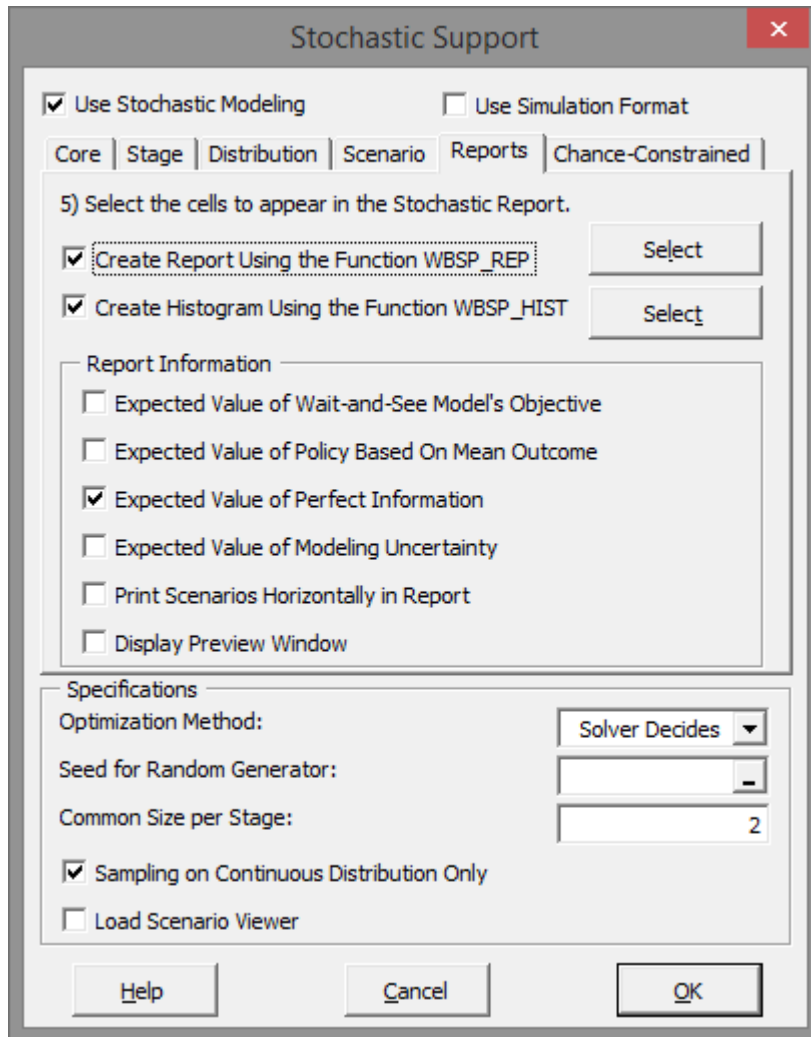 Stochastic Support
Use Stochastic Modeling Use Simulation Format
Core Stage Distribution Scenario Reports Chance-Constrained
5) Select the cells to appear in the Stochastic Report.
Create Report Using the Function WBSP_REP Select
Create Histogram Using the Function WBSP_HIST Select
Report Information
Expected Value of Wait-and-See Model's Objective
Expected Value of Policy Based On Mean Outcome
Expected Value of Perfect Information
Expected Value of Modeling Uncertainty
Print Scenarios Horizontally in Report
Display Preview Window
Specifications
Optimization Method: Solver Decides
Seed for Random Generator:
Common Size per Stage: 2
Sampling on Continuous Distribution Only
Load Scenario Viewer
Help Cancel OK